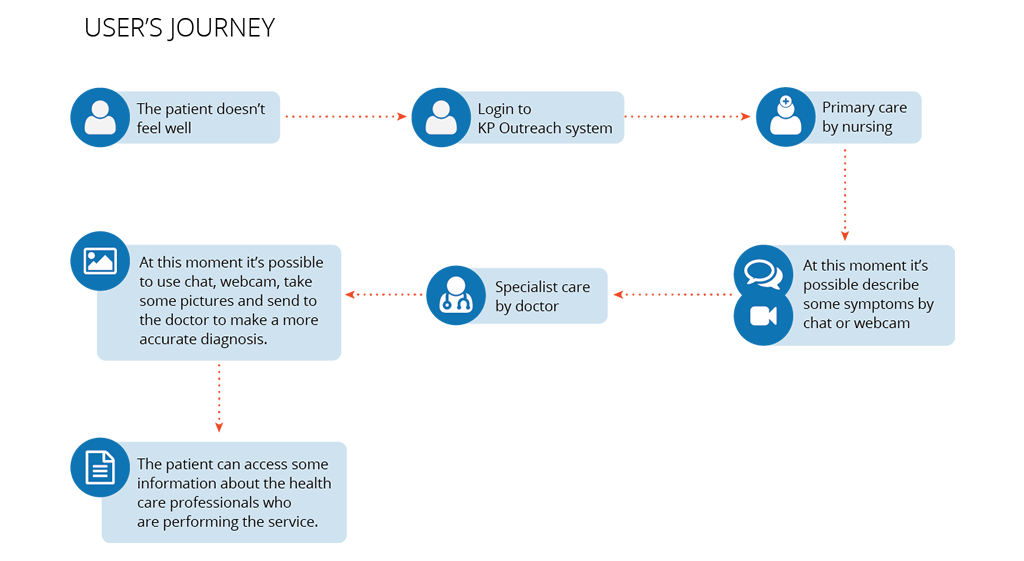 USER’S JOURNEY
The patient doesn’t
feel well
Login to
KP Outreach system
Primary care
by nursing
At this moment it’s
possible describe
some symptoms by
chat or webcam
Specialist care
by doctor
At this moment it’s possible
to use chat, webcam, take
some pictures and send to
the doctor to make a more
accurate diagnosis.
The patient can access some
information about the health
care professionals who
are performing the service.